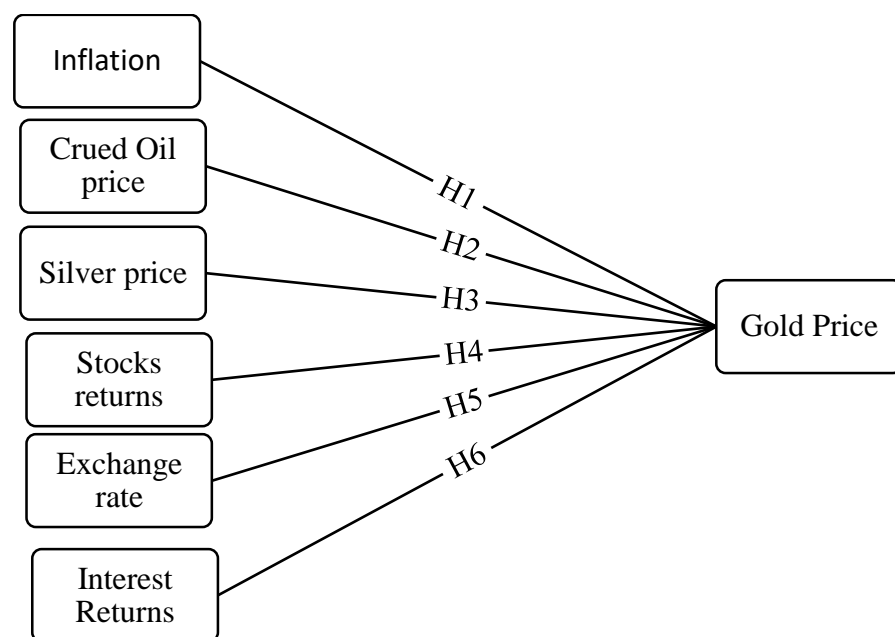 Inflation
Crued Oil
price
Silver price
Stocks
returns
Exchange
rate
Interest
Returns
H1
H2
H3
H4
H5
H6
Gold Price